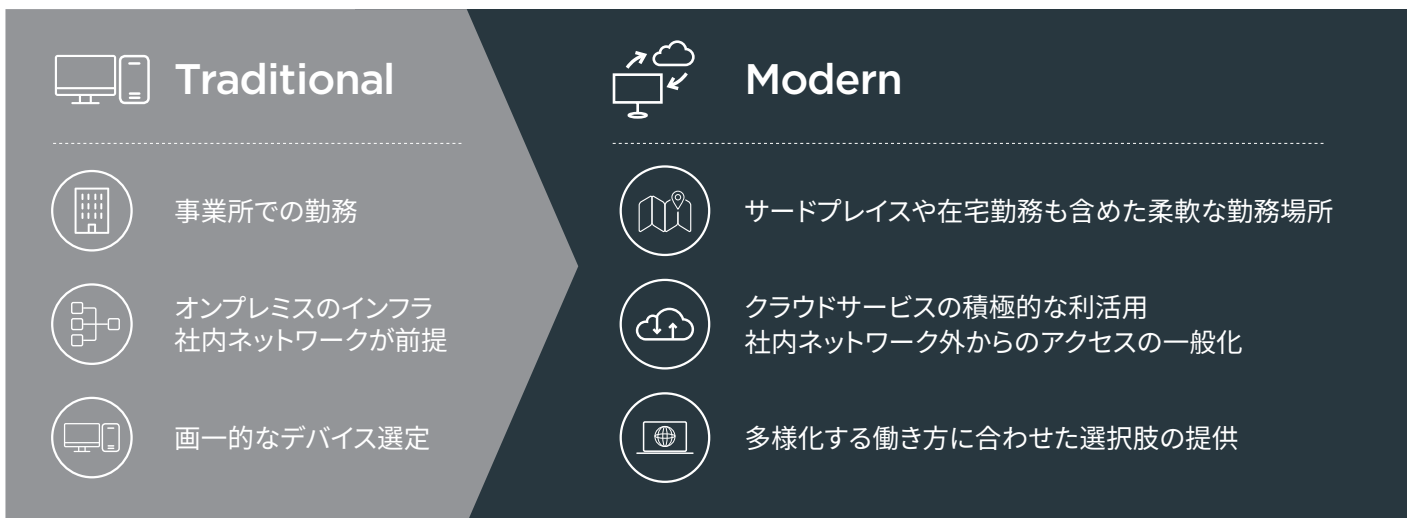 Traditional
事業所での勤務
オンプレミスのインフラ
社内ネットワークが前提
画一的なデバイス選定
Modern
サードプレイスや在宅勤務も含めた柔軟な勤務場所
クラウドサービスの積極的な利活用
社内ネットワーク外からのアクセスの一般化
多様化する働き方に合わせた選択肢の提供